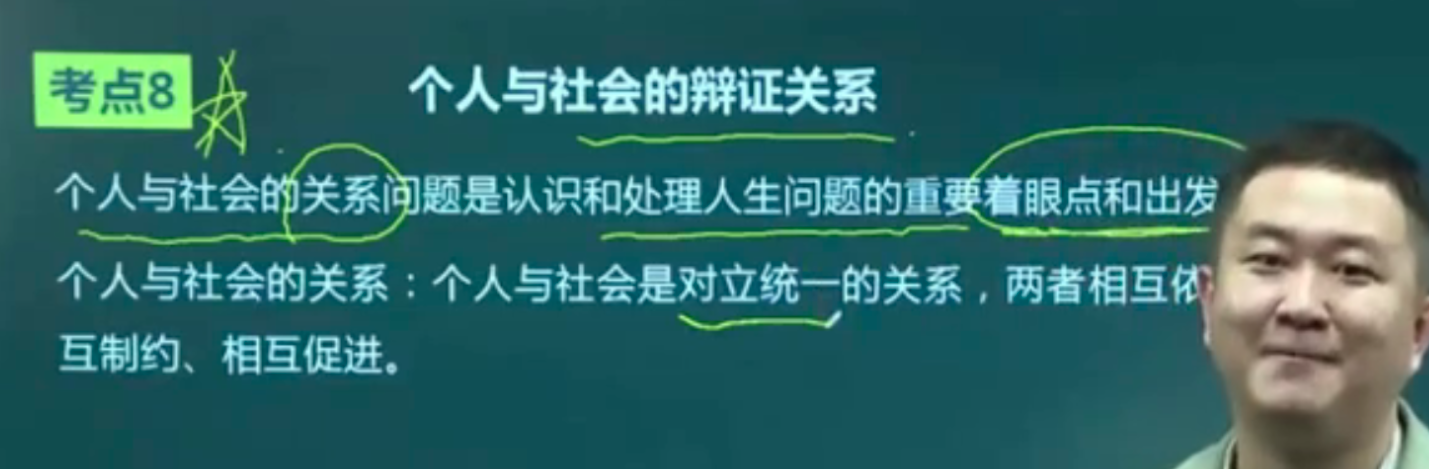 考点8
个人与社会的辩证关系
个人与社会的关系问题是认识和处理人生问题的重要着眼点和出发
个人与社会的关系：个人与社会是对立统一的关系，两者相互依
互制约、相互促进。